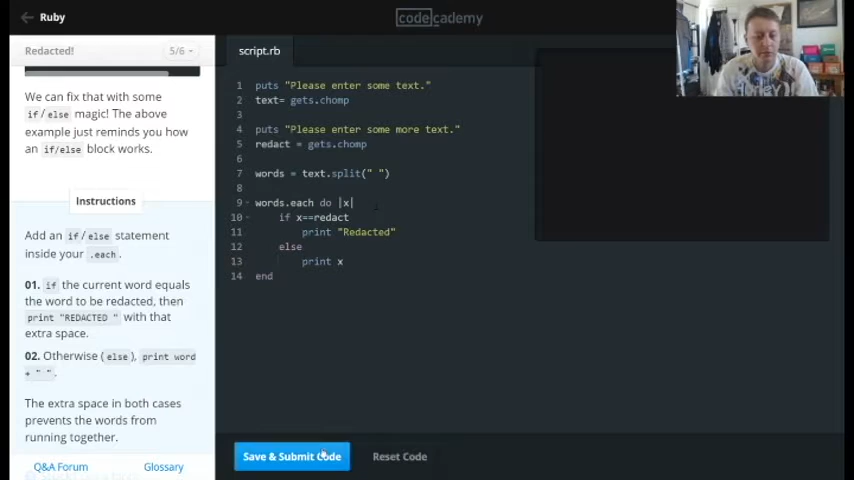 Ruby
codecademy
Redacted!
5/6
script.rb
We can fix that with some
if/else magic! The above
example just reminds you how
an if/else block works.
Instructions
Add an if/else statement
inside your .each.
01. if the current word equals
the word to be redacted, then
print "REDACTED " with that
extra space.
02. Otherwise (else), print word
+ " ".
The extra space in both cases
prevents the words from
running together.
Q&A Forum
Glossary
1 puts "Please enter some text."
2 text= gets.chomp
3
4 puts "Please enter some more text."
5 redact = gets.chomp
6
7 words = text.split(" ")
8
9 words.each do |x|
10 if x==redact
11 print "Redacted"
12 else
13 print x
14 end
Save & Submit Code
Reset Code